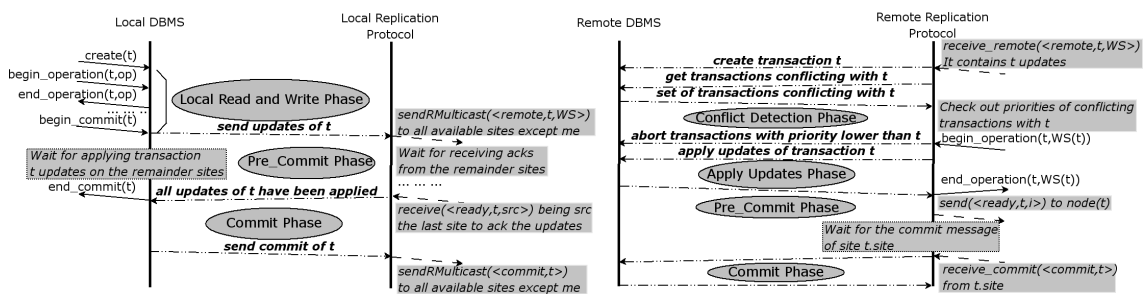 Local DBMS
Local Replication
Protocol
create(t)
begin_operation(t,op)
end_operation(t,op)
... ...
begin_commit(t)
Local Read and Write Phase
send updates of t
sendRMulticast(<remote,t,WS>)
to all available sites except me
Wait for applying transaction
t updates on the remainder sites
Pre_Commit Phase
Wait for receiving acks
from the remainder sites
... ... ...
end_commit(t)
all updates of t have been applied
receive(<ready,t,src>) being src
the last site to ack the updates
Commit Phase
send commit of t
sendRMulticast(<commit,t>)
to all available sites except me
Remote DBMS
Remote Replication
Protocol
receive_remote(<remote,t,WS>)
It contains t updates
create transaction t
get transactions conflicting with t
set of transactions conflicting with t
Conflict Detection Phase
Check out priorities of conflicting
transactions with t
abort transactions with priority lower than t
begin_operation(t,WS(t))
apply updates of transaction t
Apply Updates Phase
end_operation(t,WS(t))
Pre_Commit Phase
send(<ready,t,i>) to node(t)
Wait for the commit message
of site t.site
Commit Phase
receive_commit(<commit,t>)
from t.site